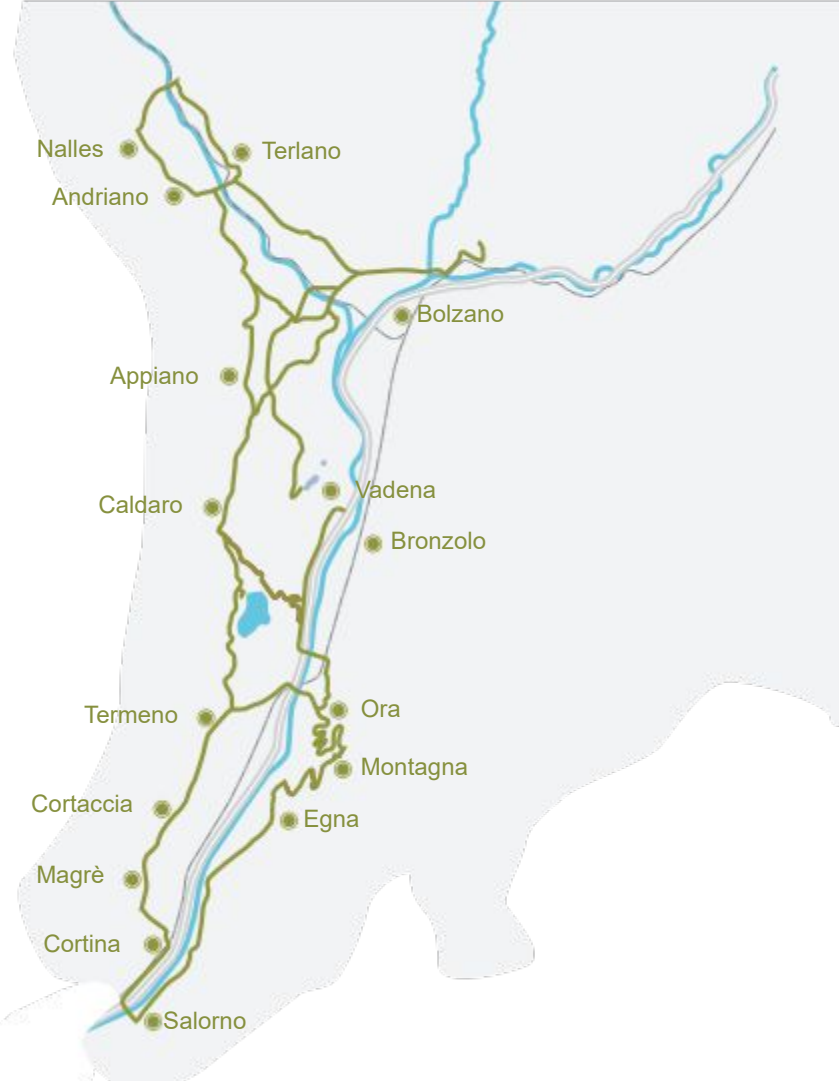 Nalles
Terlano
Andriano
Bolzano
Appiano
Vadena
Caldaro
Bronzolo
Ora
Termeno
Montagna
Cortaccia
Egna
Magrè
Cortina
Salorno